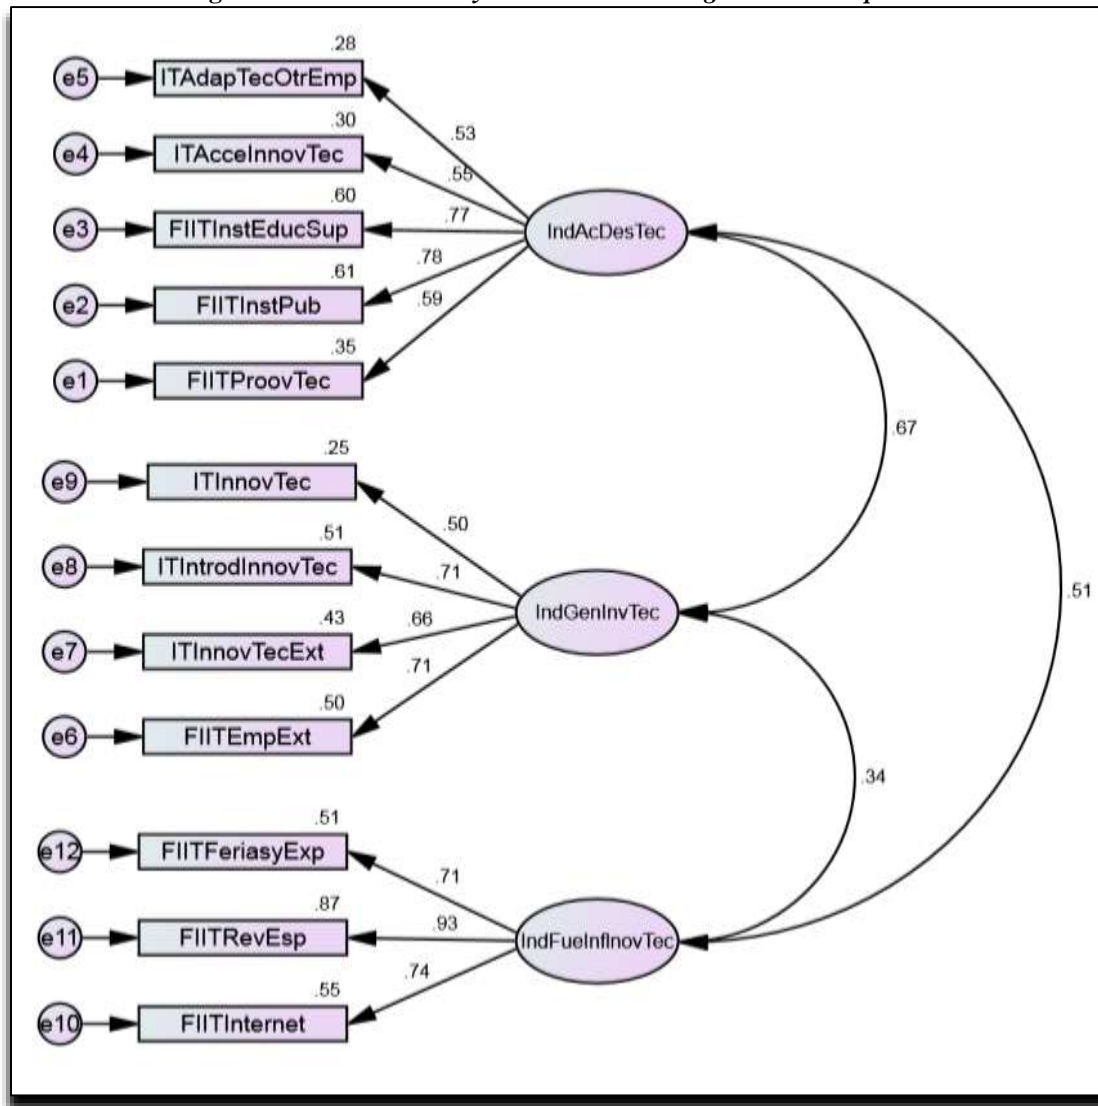 .28
e5 ITAdapTecOtrEmp
.53
.30
e4 ITAcceInnovTec
.55
.60
e3 FIITInstEducSup
.77
IndAcDesTec
.61
.78
e2 FIITInstPub
.59
.35
e1 FIITProovTec
.67
.25
e9 ITInnovTec
.50
.51
e8 ITIntrodInnovTec
.71
.51
IndGenInvTec
.43
.66
e7 ITInnovTecExt
.71
.50
e6 FIITEmpExt
.34
.51
e12 FIITFeriasyExp
.71
.87
.93
e11 FIITRevEsp
IndFueInfInovTec
.74
.55
e10 FIITInternet